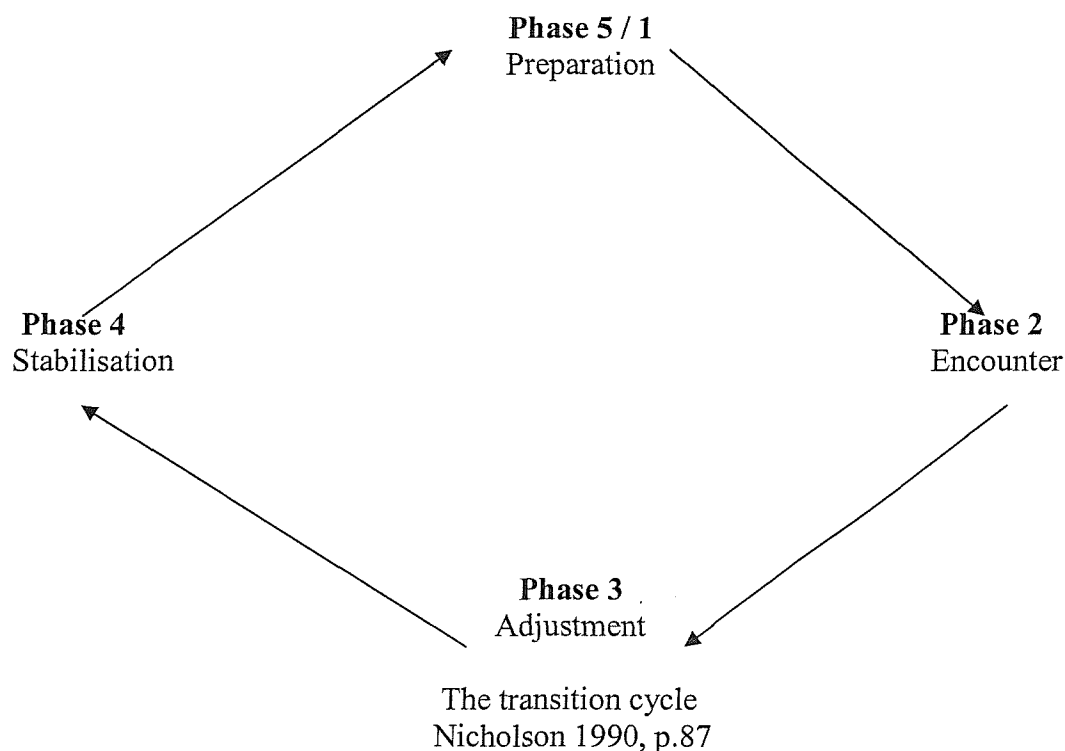 Phase 5 / 1
Preparation
Phase 4
Stabilisation
Phase 2
Encounter
Phase 3
Adjustment
The transition cycle
Nicholson 1990, p.87